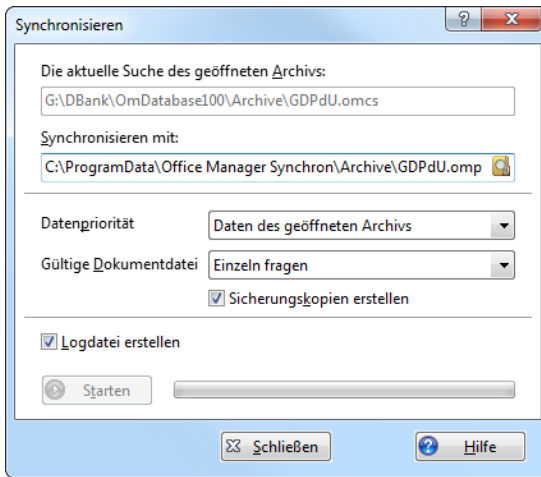 Synchronisieren
Die aktuelle Suche des geöffneten Archivs:
G:\DBank\OmDatabase100\Archive\GDPdU.omcs
Synchronisieren mit:
C:\ProgramData\Office Manager Synchron\Archive\GDPdU.omp
Datenpriorität Daten des geöffneten Archivs
Gültige Dokumentdatei Einzeln fragen
Sicherungskopien erstellen
Logdatei erstellen
Starten
Schließen Hilfe